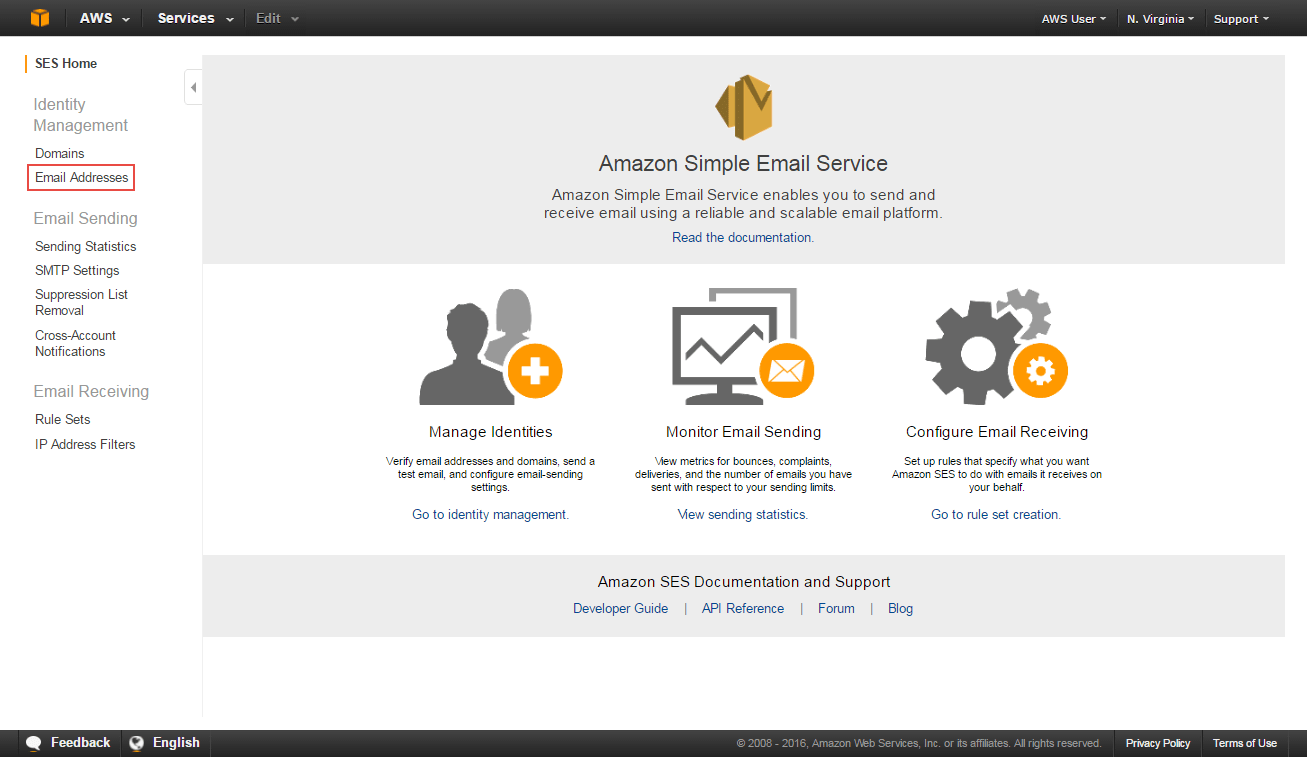 AWS Services Edit AWS User N. Virginia Support
SES Home
Identity
Management
Domains
Email Addresses
Email Sending
Sending Statistics
SMTP Settings
Suppression List
Removal
Cross-Account
Notifications
Email Receiving
Rule Sets
IP Address Filters
Amazon Simple Email Service
Amazon Simple Email Service enables you to send and
receive email using a reliable and scalable email platform.
Read the documentation.
Manage Identities
Verify email addresses and domains, send a
test email, and configure email-sending
settings.
Go to identity management.
Monitor Email Sending
View metrics for bounces, complaints,
deliveries, and the number of emails you have
sent with respect to your sending limits.
View sending statistics.
Configure Email Receiving
Set up rules that specify what you want
Amazon SES to do with emails it receives on
your behalf.
Go to rule set creation.
Amazon SES Documentation and Support
Developer Guide | API Reference | Forum | Blog
Feedback English © 2008 - 2016, Amazon Web Services, Inc. or its affiliates. All rights reserved. Privacy Policy Terms of Use